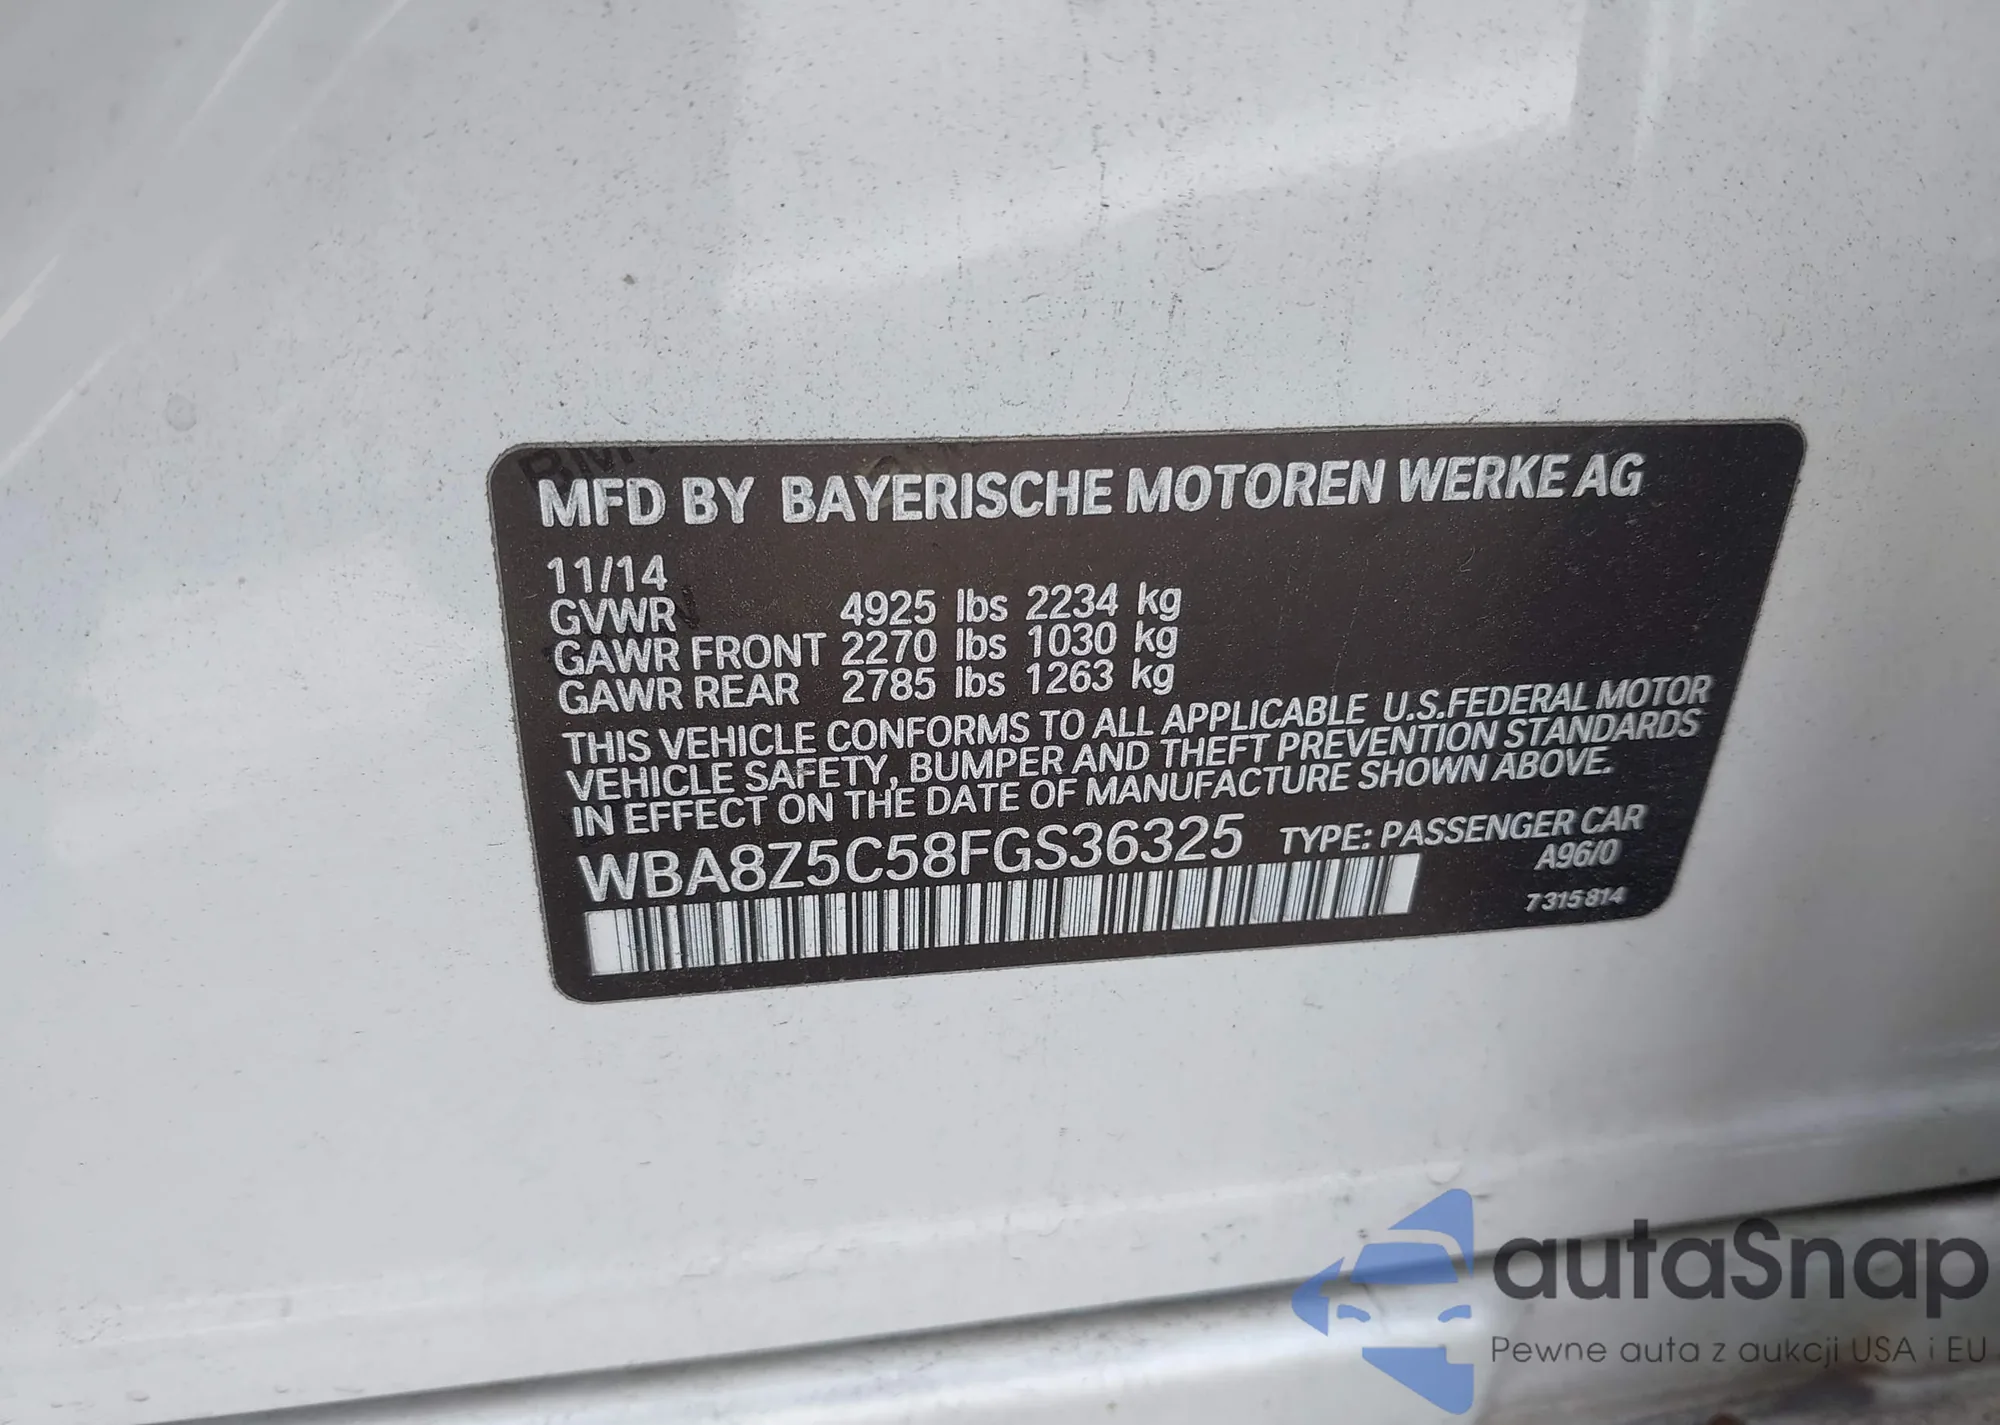 MFD BY BAYERISCHE MOTOREN WERKE AG
11/14
GVWR 4925 lbs 2234 kg
GAWR FRONT 2270 lbs 1030 kg
GAWR REAR 2785 lbs 1263 kg
THIS VEHICLE CONFORMS TO ALL APPLICABLE U.S.FEDERAL MOTOR
VEHICLE SAFETY, BUMPER AND THEFT PREVENTION STANDARDS
IN EFFECT ON THE DATE OF MANUFACTURE SHOWN ABOVE.
WBA8Z5C58FGS36325 TYPE: PASSENGER CAR
A96/0
7 315 814
autaSnap
Pewne auta z aukcji USA i EU